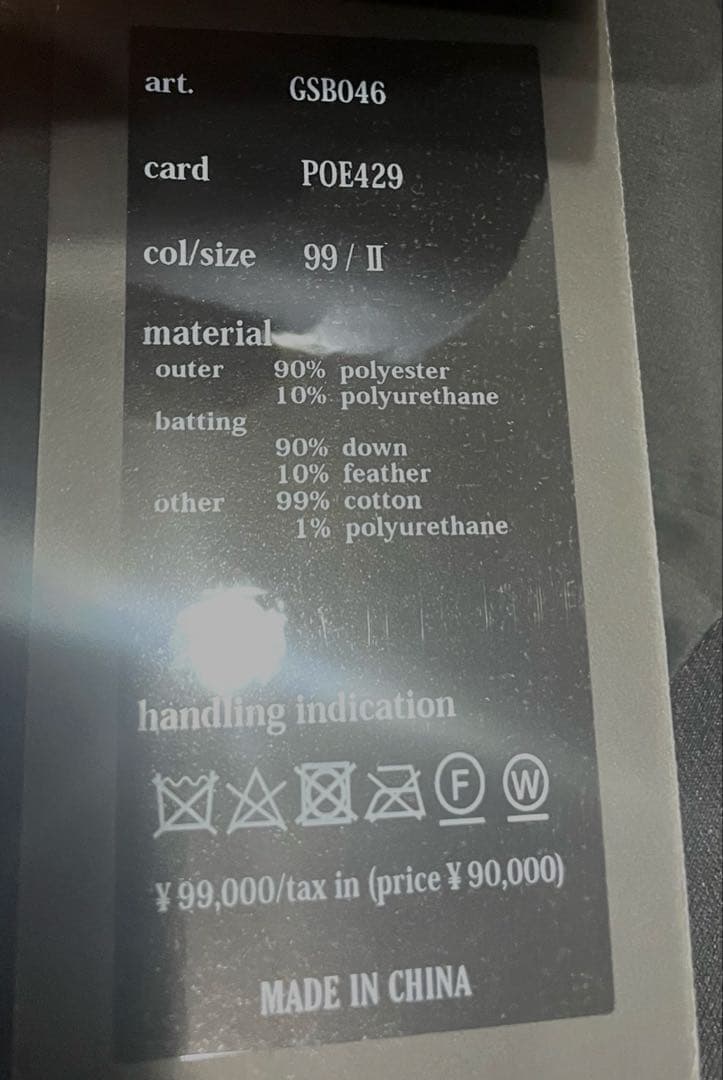 art. GSB046
card POE429
col/size 99 / Ⅱ
material
outer 90% polyester
10% polyurethane
batting
90% down
10% feather
other 99% cotton
1% polyurethane
handling indication
F W
¥99,000/tax in (price ¥90,000)
MADE IN CHINA